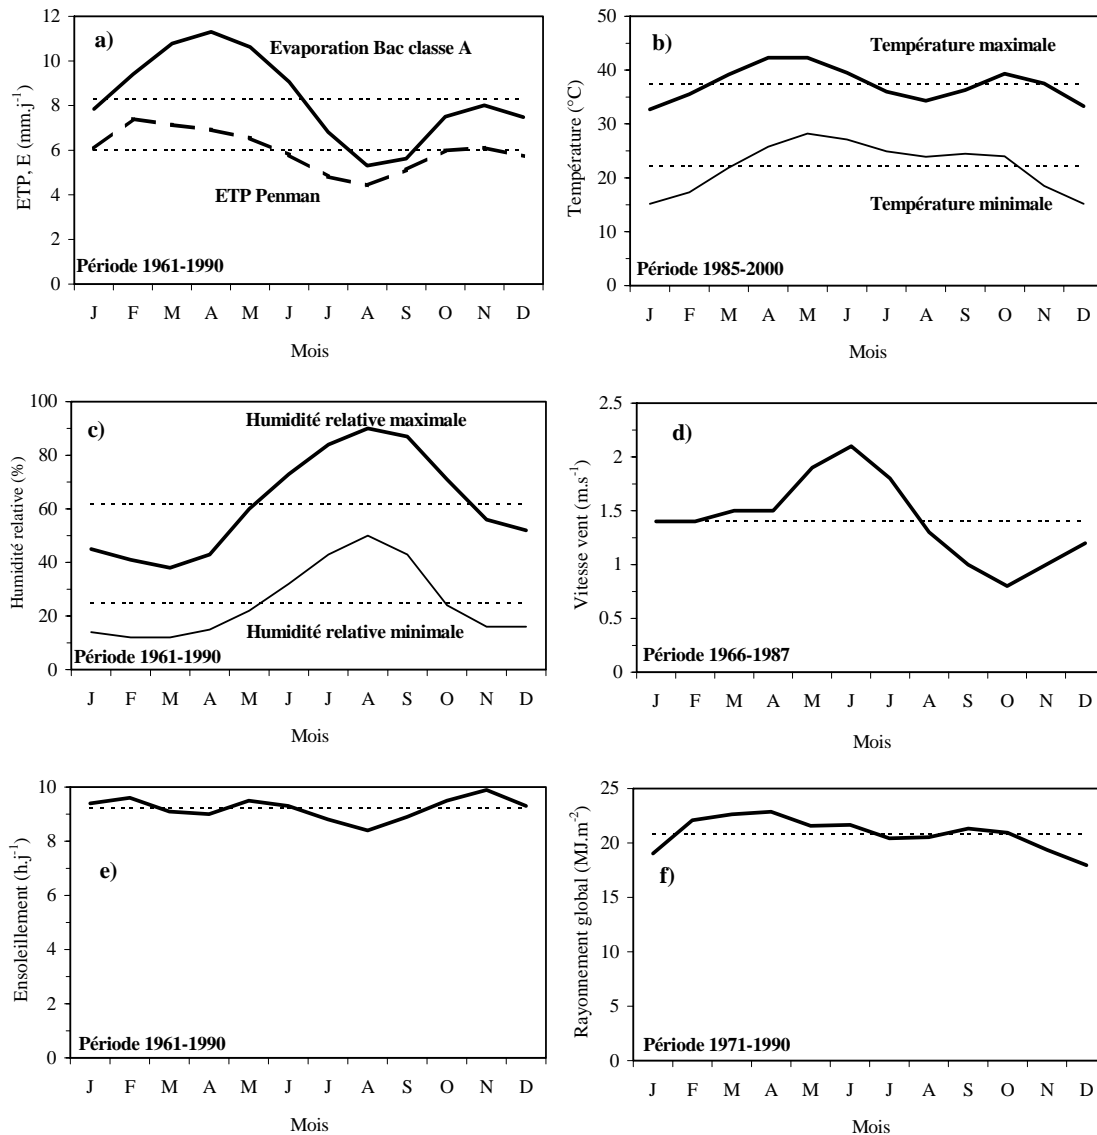 a)
Evaporation Bac classe A
ETP Penman
Période 1961-1990
ETP, E (mm.j⁻¹)
12
10
8
6
4
2
0
J F M A M J J A S O N D
Mois
b)
Température maximale
Température minimale
Période 1985-2000
Température (°C)
50
40
30
20
10
0
J F M A M J J A S O N D
Mois
c)
Humidité relative maximale
Humidité relative minimale
Période 1961-1990
Humidité relative (%)
100
80
60
40
20
0
J F M A M J J A S O N D
Mois
d)
Période 1966-1987
Vitesse vent (m.s⁻¹)
2.5
2
1.5
1
0.5
0
J F M A M J J A S O N D
Mois
e)
Période 1961-1990
Ensoleillement (h.j⁻¹)
10
8
6
4
2
0
J F M A M J J A S O N D
Mois
f)
Période 1971-1990
Rayonnement global (MJ.m⁻²)
25
20
15
10
5
0
J F M A M J J A S O N D
Mois